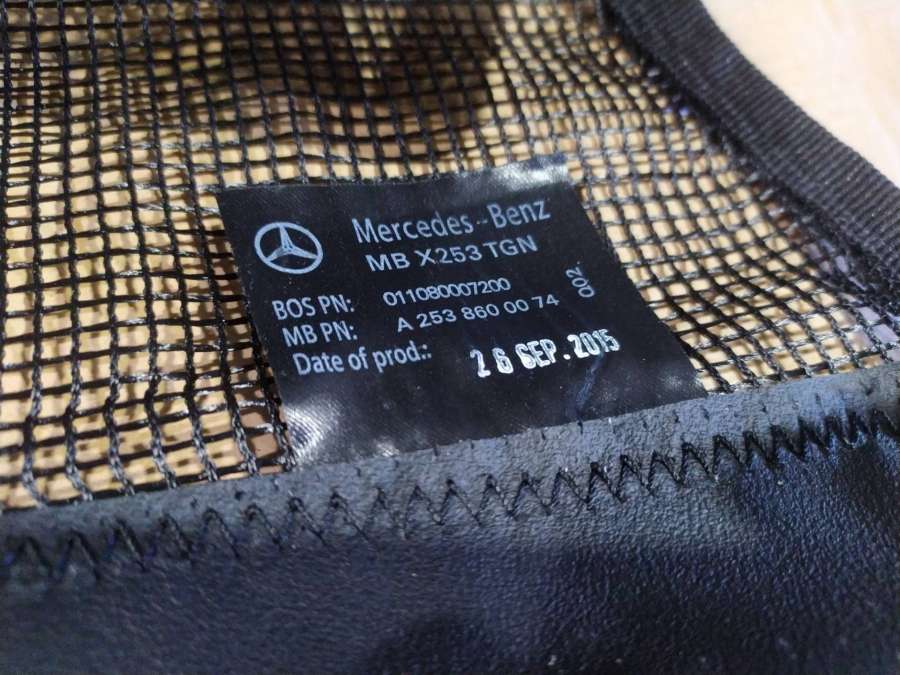 Mercedes-Benz
MB X253 TGN
BOS PN: 011080007200
MB PN: A 253 860 00 74
002
Date of prod.: 26 SEP. 2015